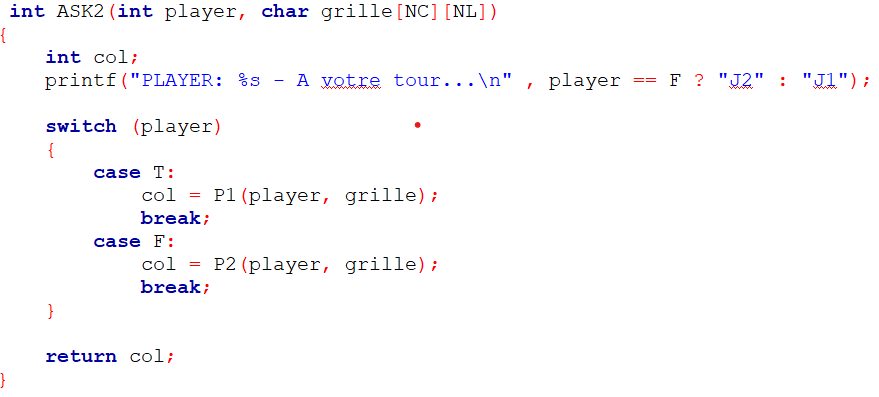 int ASK2(int player, char grille[NC][NL])
{
    int col;
    printf("PLAYER: %s - A votre tour...\n" , player == F ? "J2" : "J1");

    switch (player)
    {
        case T:
            col = P1(player, grille);
            break;
        case F:
            col = P2(player, grille);
            break;
    }

    return col;
}